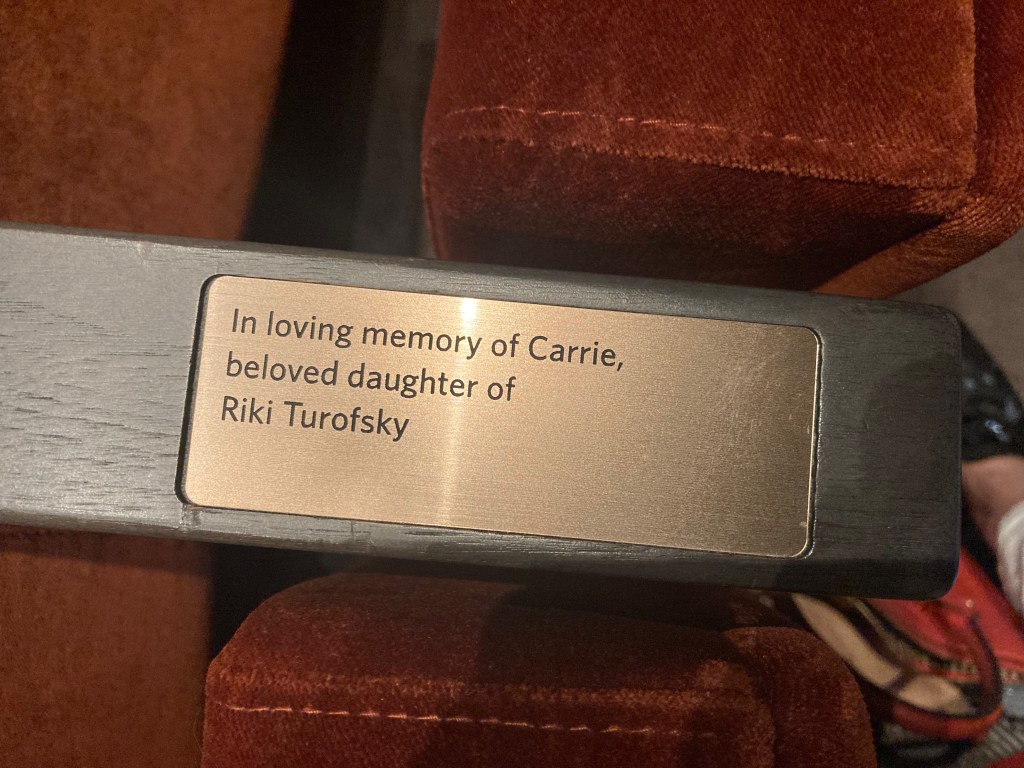 In loving memory of Carrie,
beloved daughter of
Riki Turofsky